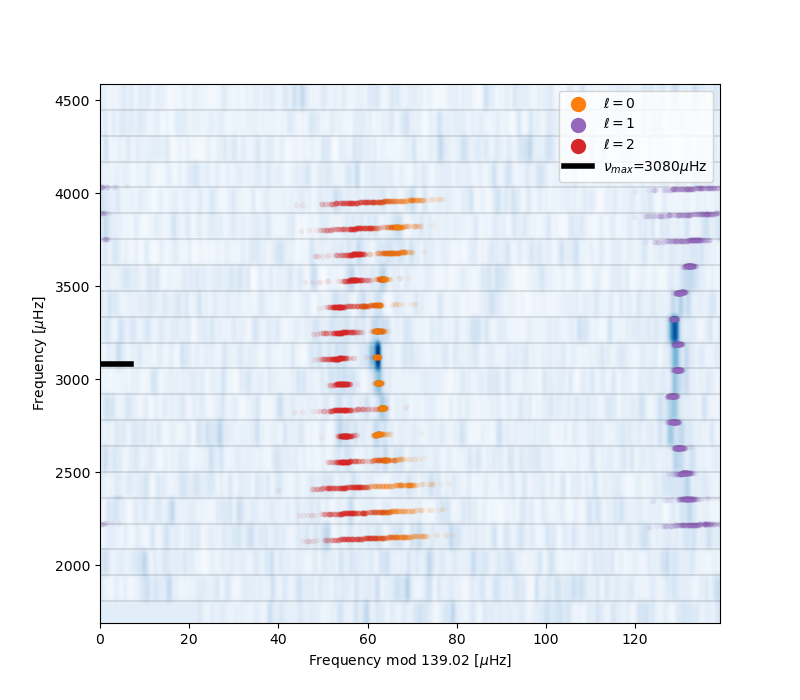 ℓ = 0
ℓ = 1
ℓ = 2
ν_max=3080μHz
4500
4000
3500
3000
2500
2000
Frequency [μHz]
0 20 40 60 80 100 120
Frequency mod 139.02 [μHz]